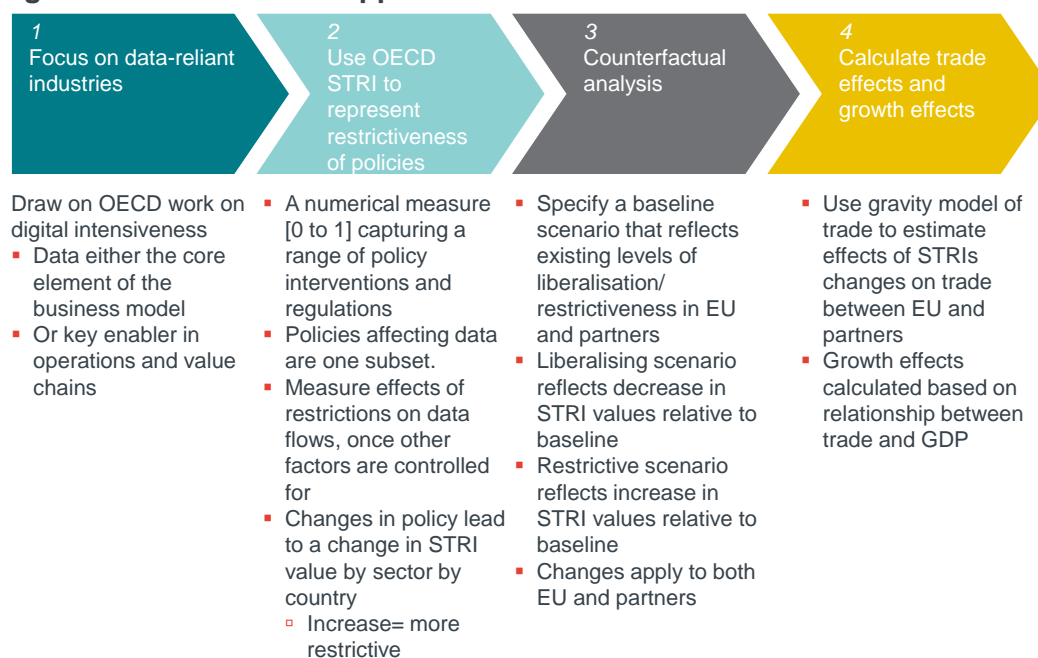 1
Focus on data-reliant
industries
2
Use OECD
STRI to
represent
restrictiveness
of policies
3
Counterfactual
analysis
4
Calculate trade
effects and
growth effects
Draw on OECD work on
digital intensiveness
▪ Data either the core
element of the
business model
▪ Or key enabler in
operations and value
chains
▪ A numerical measure
[0 to 1] capturing a
range of policy
interventions and
regulations
▪ Policies affecting data
are one subset.
▪ Measure effects of
restrictions on data
flows, once other
factors are controlled
for
▪ Changes in policy lead
to a change in STRI
value by sector by
country
▫ Increase= more
restrictive
▪ Specify a baseline
scenario that reflects
existing levels of
liberalisation/
restrictiveness in EU
and partners
▪ Liberalising scenario
reflects decrease in
STRI values relative to
baseline
▪ Restrictive scenario
reflects increase in
STRI values relative to
baseline
▪ Changes apply to both
EU and partners
▪ Use gravity model of
trade to estimate
effects of STRIs
changes on trade
between EU and
partners
▪ Growth effects
calculated based on
relationship between
trade and GDP